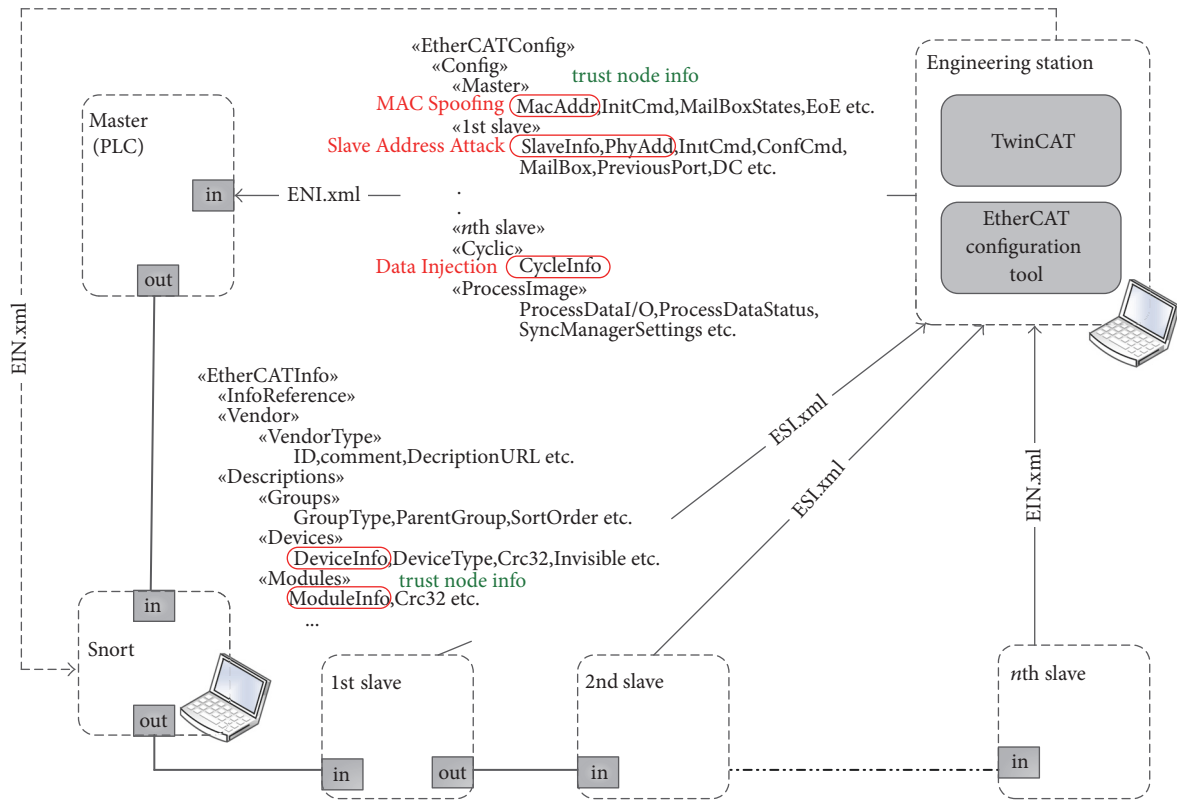 «EtherCATConfig»
«Config»
trust node info
«Master»
MAC Spoofing MacAddr,InitCmd,MailBoxStates,EoE etc.
«1st slave»
Slave Address Attack SlaveInfo,PhyAdd,InitCmd,ConfCmd,
MailBox,PreviousPort,DC etc.
.
.
«nth slave»
«Cyclic»
Data Injection CycleInfo
«ProcessImage»
ProcessDataI/O,ProcessDataStatus,
SyncManagerSettings etc.
Engineering station
TwinCAT
EtherCAT
configuration
tool
Master
(PLC)
in
ENI.xml
out
EIN.xml
«EtherCATInfo»
«InfoReference»
«Vendor»
«VendorType»
ID,comment,DecriptionURL etc.
«Descriptions»
«Groups»
GroupType,ParentGroup,SortOrder etc.
«Devices»
DeviceInfo,DeviceType,Crc32,Invisible etc.
«Modules» trust node info
ModuleInfo,Crc32 etc.
...
ESI.xml
ESI.xml
EIN.xml
in
Snort
out
1st slave
in
out
2nd slave
in
nth slave
in